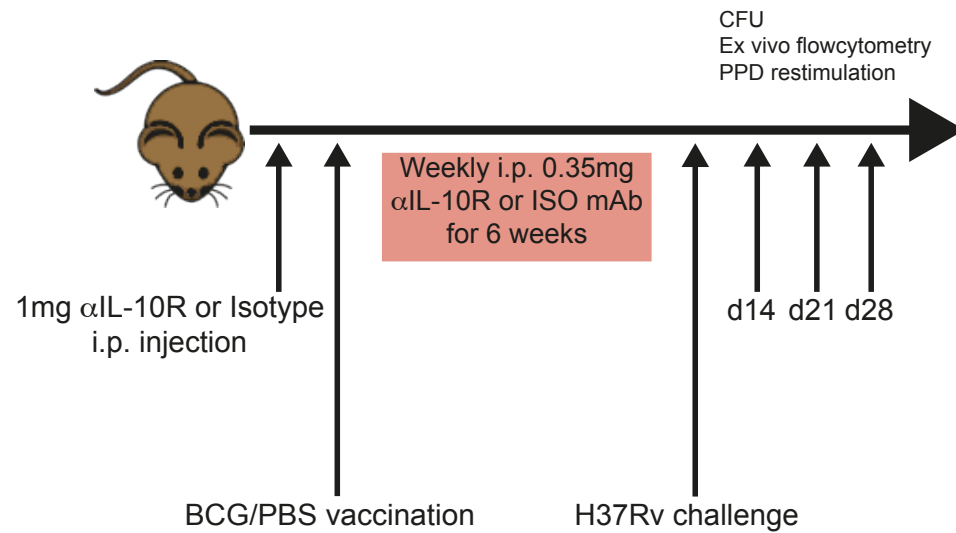 CFU
Ex vivo flowcytometry
PPD restimulation
Weekly i.p. 0.35mg
αIL-10R or ISO mAb
for 6 weeks
1mg αIL-10R or Isotype
i.p. injection
d14 d21 d28
BCG/PBS vaccination
H37Rv challenge